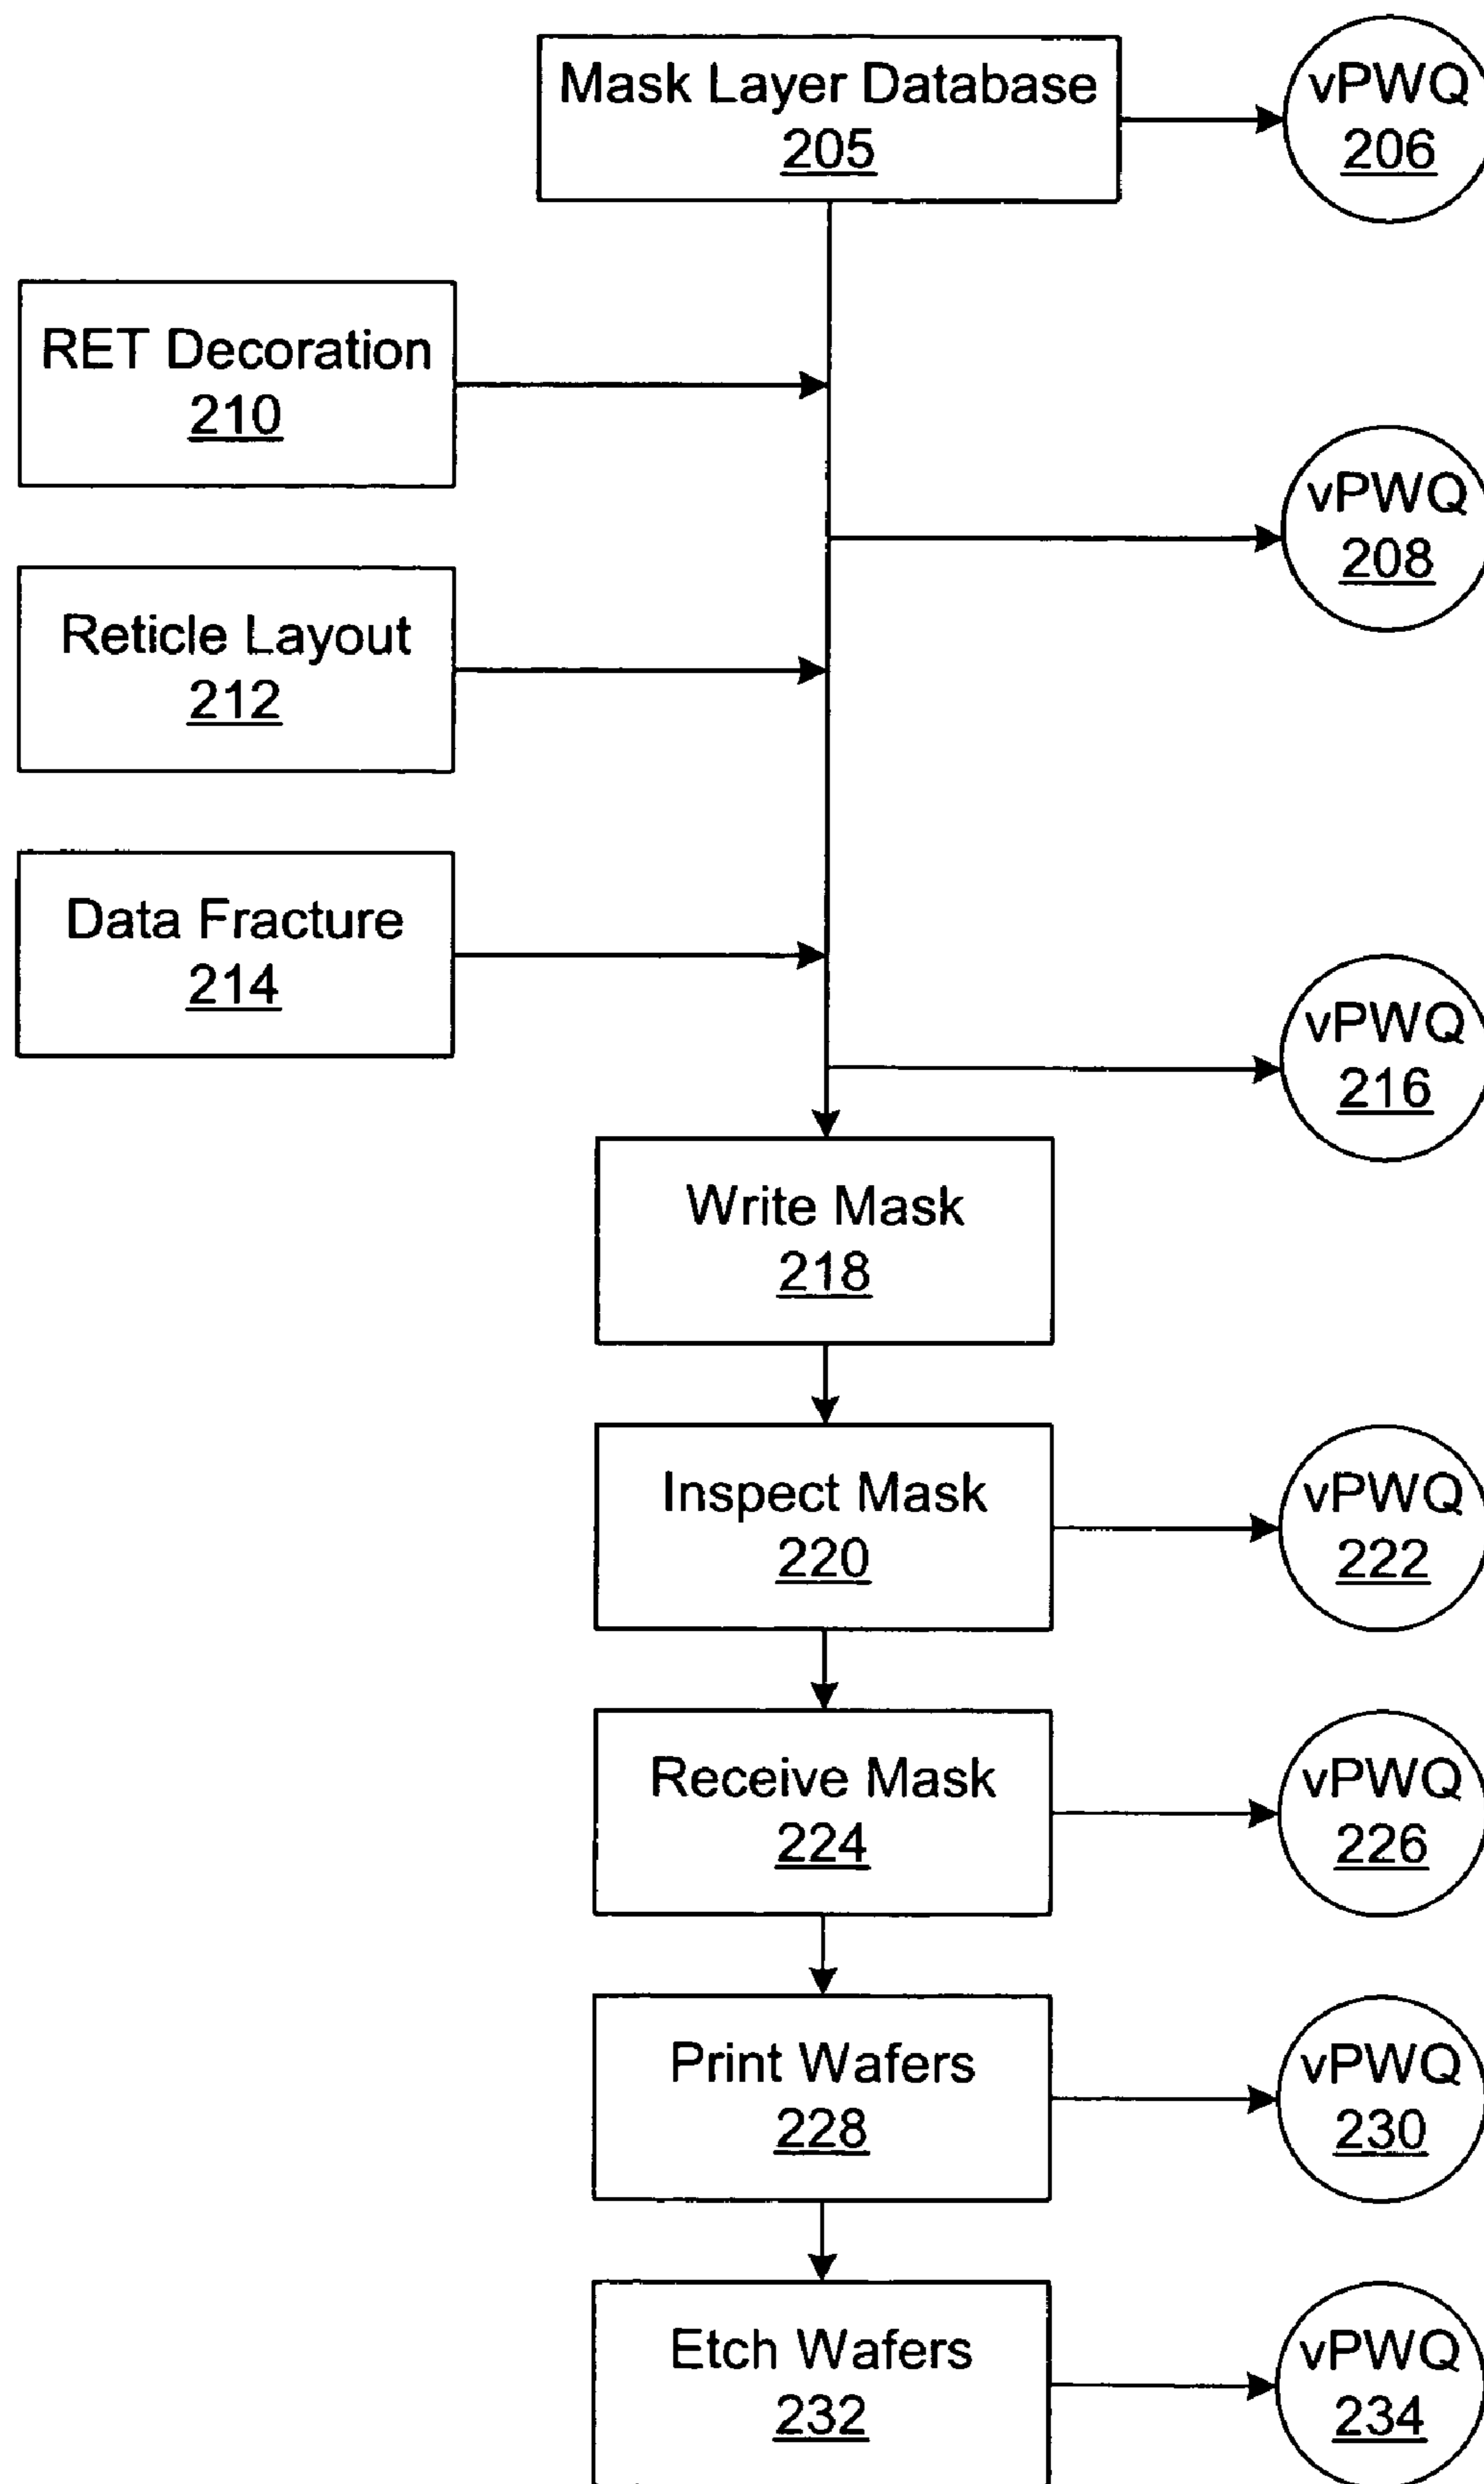 Mask Layer Database
205
vPWQ
206
RET Decoration
210
vPWQ
208
Reticle Layout
212
Data Fracture
214
vPWQ
216
Write Mask
218
Inspect Mask
220
vPWQ
222
Receive Mask
224
vPWQ
226
Print Wafers
228
vPWQ
230
Etch Wafers
232
vPWQ
234